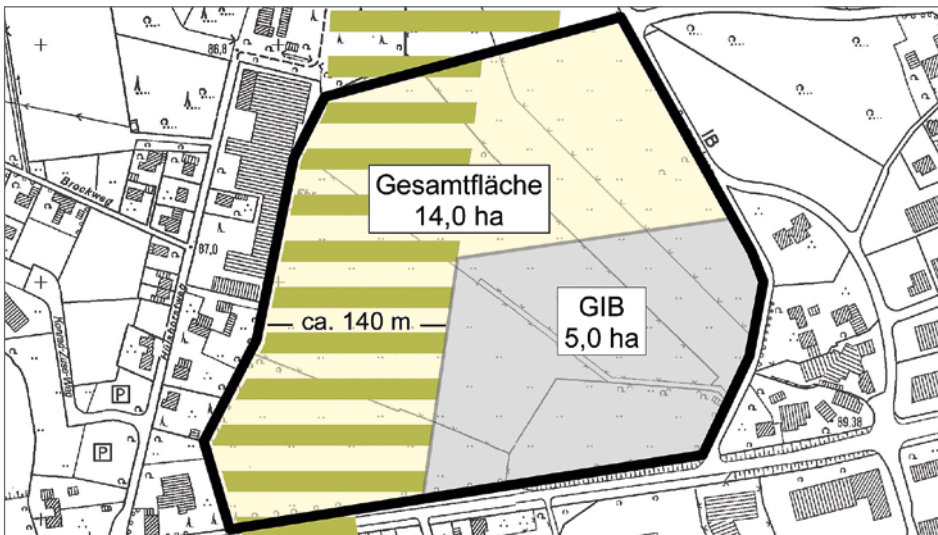 86,8
IB
Brockweg
87,0
Gesamtfläche
14,0 ha
GIB
5,0 ha
ca. 140 m
P
P
89,38